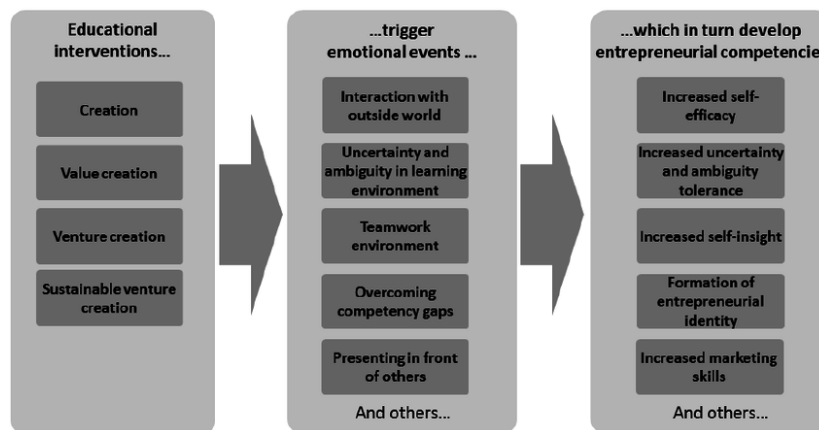 Educational
interventions...
Creation
Value creation
Venture creation
Sustainable venture
creation
...trigger
emotional events ...
Interaction with
outside world
Uncertainty and
ambiguity in learning
environment
Teamwork
environment
Overcoming
competency gaps
Presenting in front
of others
And others...
...which in turn develop
entrepreneurial competencie
Increased self-
efficacy
Increased uncertainty
and ambiguity
tolerance
Increased self-insight
Formation of
entrepreneurial
identity
Increased marketing
skills
And others...